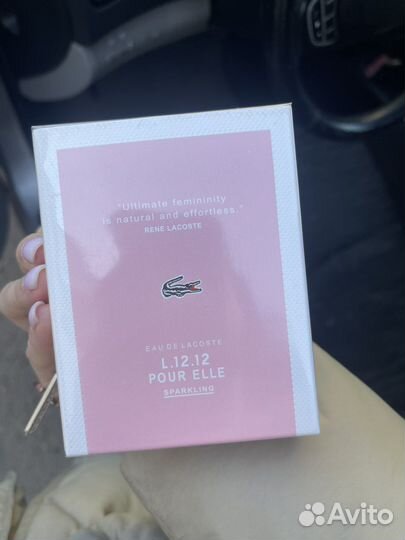 "Ultimate femininity
is natural and effortless."
RENE LACOSTE
EAU DE LACOSTE
L.12.12
POUR ELLE
SPARKLING
Avito